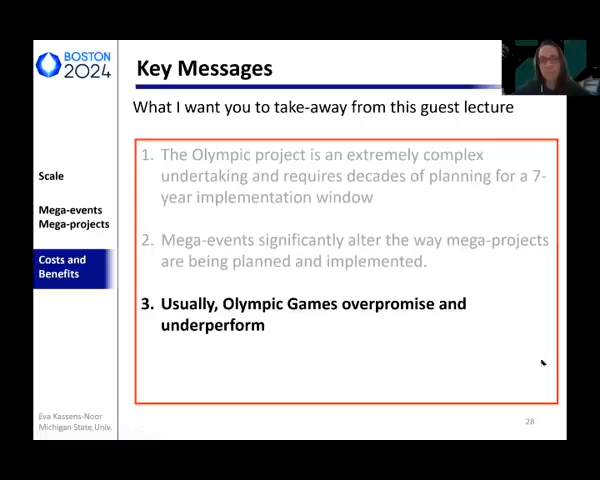 BOSTON
2024
Key Messages
What I want you to take-away from this guest lecture
1. The Olympic project is an extremely complex
undertaking and requires decades of planning for a 7-
year implementation window
2. Mega-events significantly alter the way mega-projects
are being planned and implemented.
3. Usually, Olympic Games overpromise and
underperform
Scale
Mega-events
Mega-projects
Costs and
Benefits
Eva Kassens-Noor
Michigan State Univ.
28